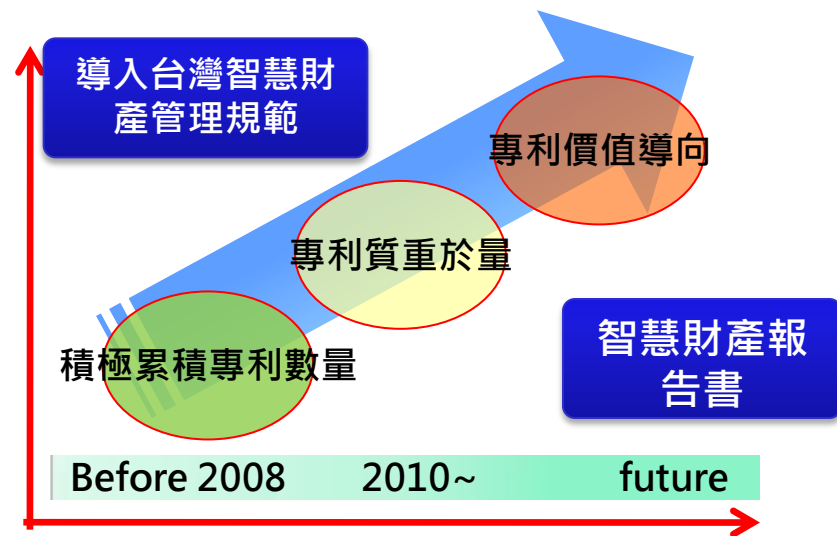 導入台灣智慧財
產管理規範
專利價值導向
專利質重於量
智慧財產報
告書
積極累積專利數量
Before 2008
2010~
future